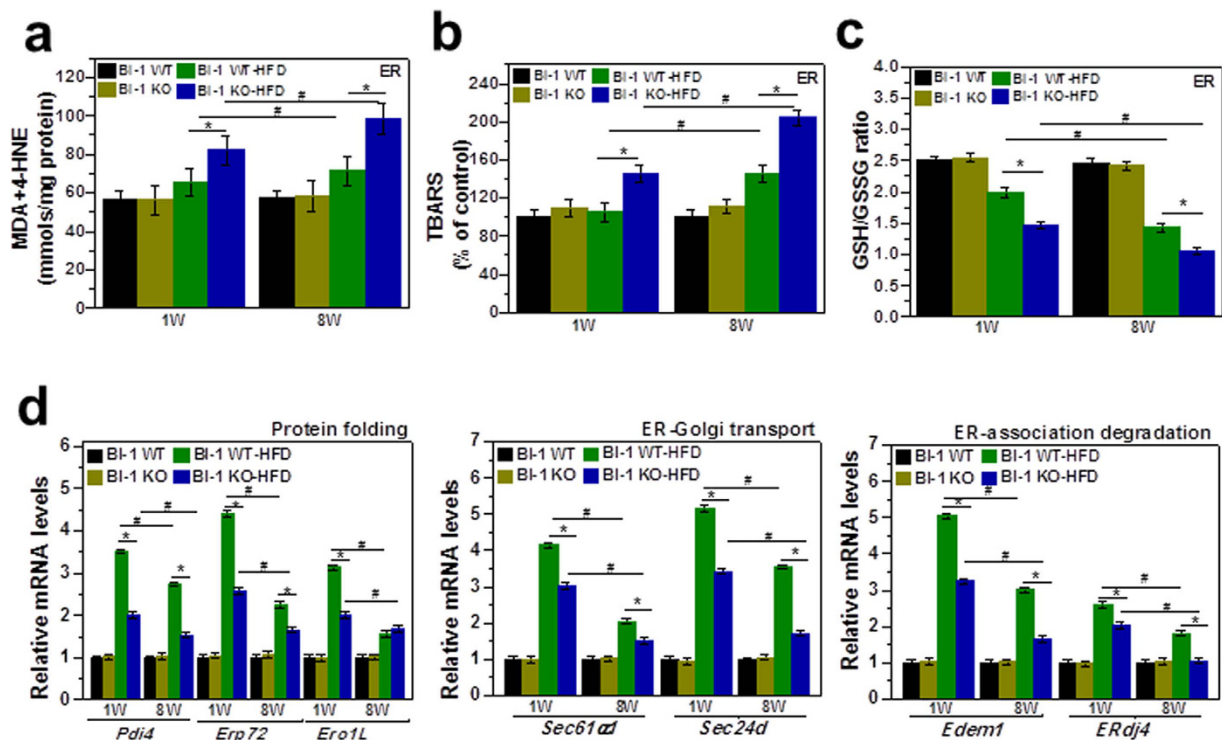 a
BI-1 WT BI-1 WT-HFD ER
BI-1 KO BI-1 KO-HFD
MDA+4-HNE
(nmols/mg protein)
120
100
80
60
40
20
0
# # * *
1W 8W
b
BI-1 WT BI-1 WT-HFD ER
BI-1 KO BI-1 KO-HFD
TBARS
(% of control)
240
200
160
120
80
40
0
* # # *
1W 8W
c
BI-1 WT BI-1 WT-HFD ER
BI-1 KO BI-1 KO-HFD
GSH/GSSG ratio
4.0
3.5
3.0
2.5
2.0
1.5
1.0
0.5
0.0
# # * *
1W 8W
d
Protein folding
BI-1 WT BI-1 WT-HFD
BI-1 KO BI-1 KO-HFD
Relative mRNA levels
6
5
4
3
2
1
0
# # * * # * # * # * #
1W 8W 1W 8W 1W 8W
Pdi4 Erp72 Ero1L
ER-Golgi transport
BI-1 WT BI-1 WT-HFD
BI-1 KO BI-1 KO-HFD
Relative mRNA levels
7
6
5
4
3
2
1
0
# * # * # * # *
1W 8W 1W 8W
Sec61α1 Sec24d
ER-association degradation
BI-1 WT BI-1 WT-HFD
BI-1 KO BI-1 KO-HFD
Relative mRNA levels
7
6
5
4
3
2
1
0
# * # * # * # *
1W 8W 1W 8W
Edem1 ERdj4